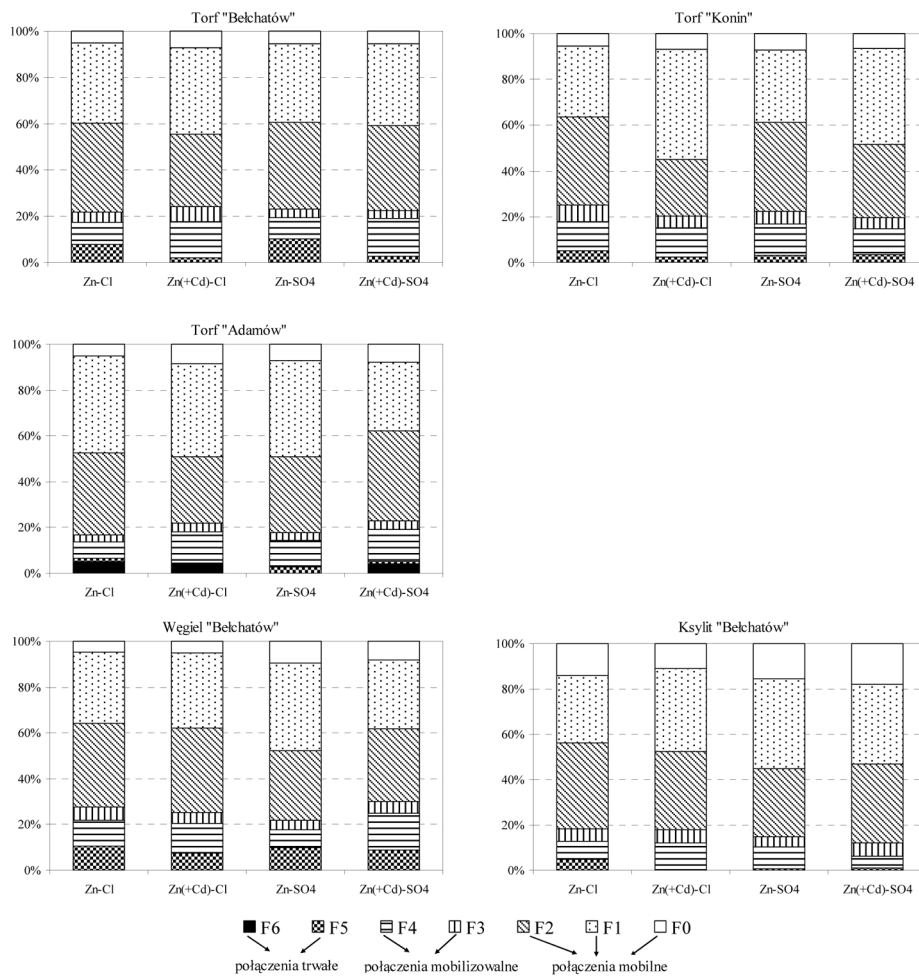 Torf "Bełchatów"
100%
80%
60%
40%
20%
0%
Zn-Cl Zn(+Cd)-Cl Zn-SO4 Zn(+Cd)-SO4
Torf "Konin"
100%
80%
60%
40%
20%
0%
Zn-Cl Zn(+Cd)-Cl Zn-SO4 Zn(+Cd)-SO4
Torf "Adamów"
100%
80%
60%
40%
20%
0%
Zn-Cl Zn(+Cd)-Cl Zn-SO4 Zn(+Cd)-SO4
Węgiel "Bełchatów"
100%
80%
60%
40%
20%
0%
Zn-Cl Zn(+Cd)-Cl Zn-SO4 Zn(+Cd)-SO4
Ksylit "Bełchatów"
100%
80%
60%
40%
20%
0%
Zn-Cl Zn(+Cd)-Cl Zn-SO4 Zn(+Cd)-SO4
F6 F5 F4 F3 F2 F1 F0
połączenia trwałe połączenia mobilizowalne połączenia mobilne